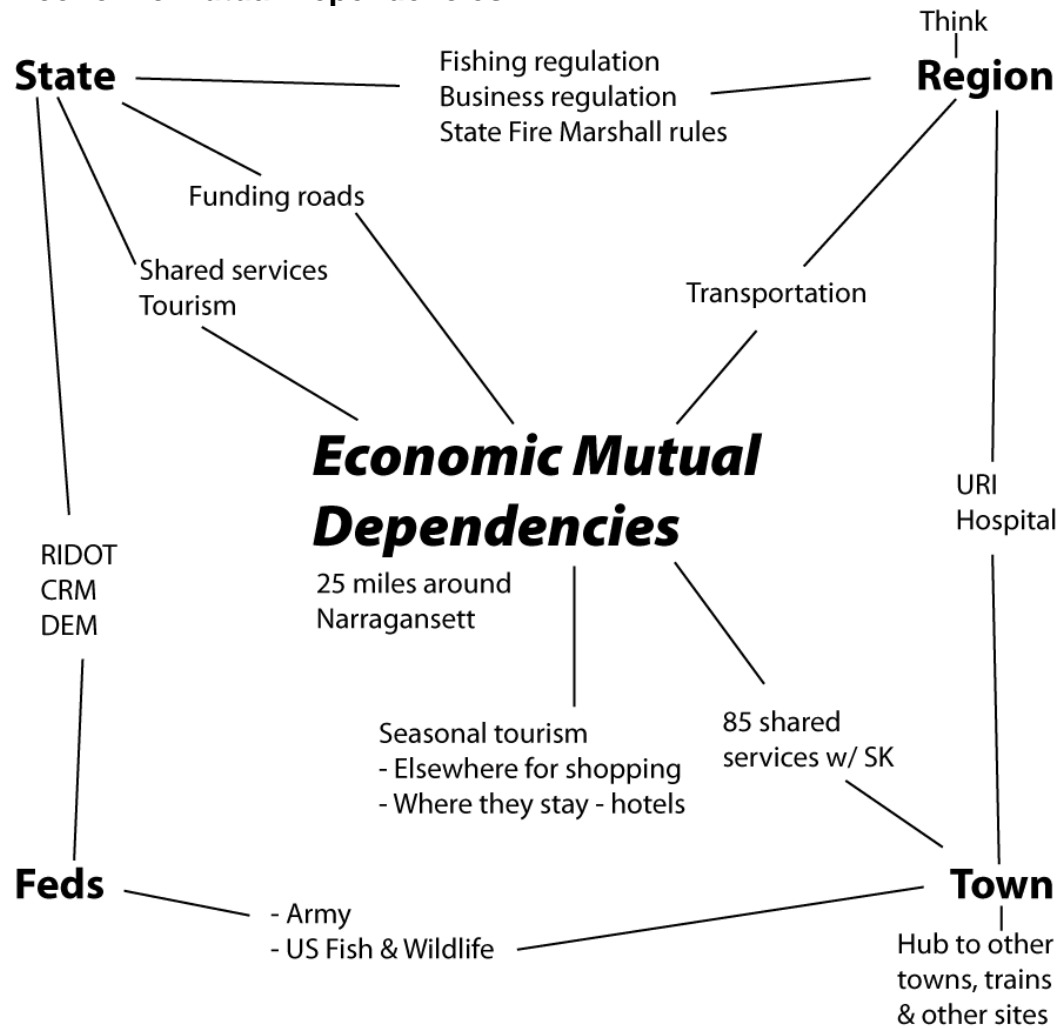 Think
State
Region
Fishing regulation
Business regulation
State Fire Marshall rules
Funding roads
Shared services
Tourism
Transportation
Economic Mutual
Dependencies
25 miles around
Narragansett
URI
Hospital
RIDOT
CRM
DEM
Seasonal tourism
- Elsewhere for shopping
- Where they stay - hotels
85 shared
services w/ SK
Feds
Town
- Army
- US Fish & Wildlife
Hub to other
towns, trains
& other sites